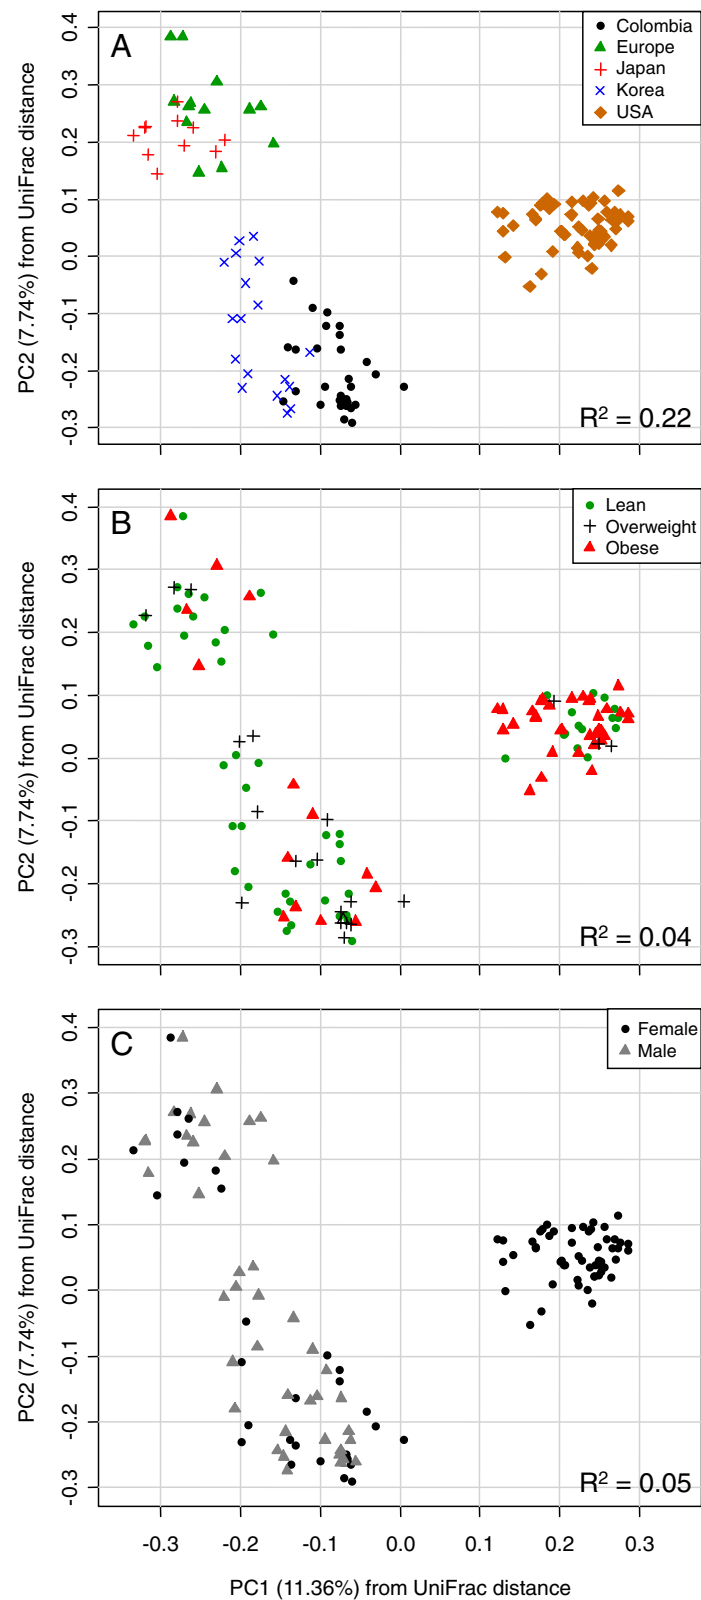 A
Colombia
Europe
Japan
Korea
USA
0.4
0.3
0.2
0.1
0.0
-0.1
-0.2
-0.3
PC2 (7.74%) from UniFrac distance
R² = 0.22
B
Lean
Overweight
Obese
0.4
0.3
0.2
0.1
0.0
-0.1
-0.2
-0.3
PC2 (7.74%) from UniFrac distance
R² = 0.04
C
Female
Male
0.4
0.3
0.2
0.1
0.0
-0.1
-0.2
-0.3
PC2 (7.74%) from UniFrac distance
R² = 0.05
-0.3 -0.2 -0.1 0.0 0.1 0.2 0.3
PC1 (11.36%) from UniFrac distance